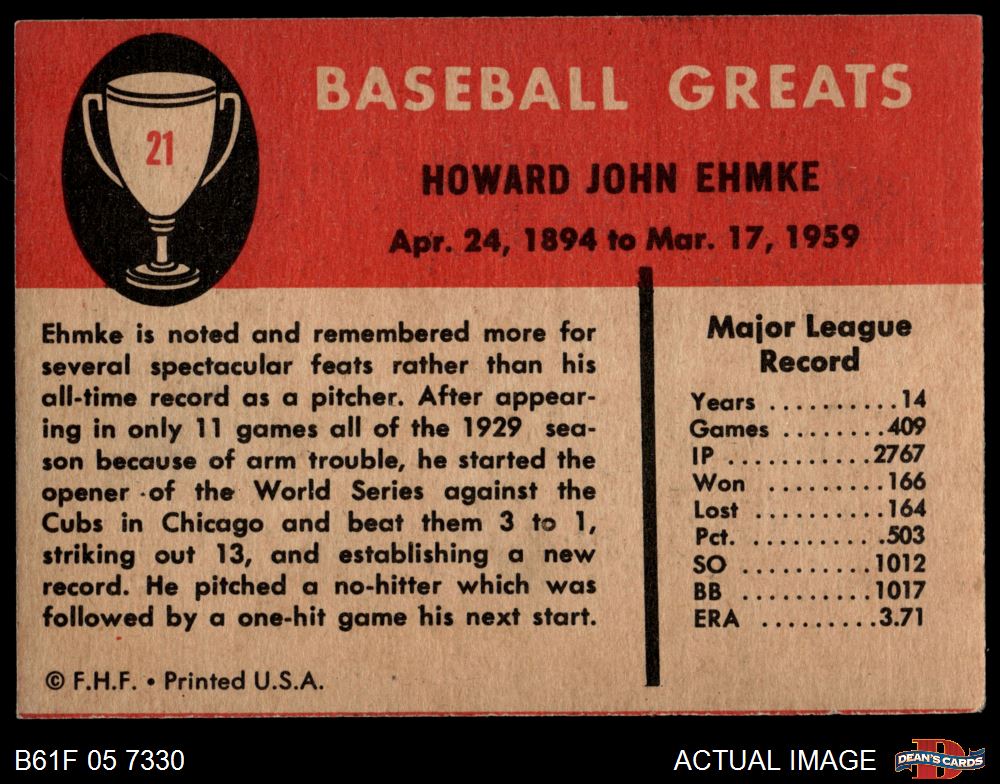 21
BASEBALL GREATS
HOWARD JOHN EHMKE
Apr. 24, 1894 to Mar. 17, 1959
Ehmke is noted and remembered more for
several spectacular feats rather than his
all-time record as a pitcher. After appear-
ing in only 11 games all of the 1929 sea-
son because of arm trouble, he started the
opener of the World Series against the
Cubs in Chicago and beat them 3 to 1,
striking out 13, and establishing a new
record. He pitched a no-hitter which was
followed by a one-hit game his next start.
© F.H.F. • Printed U.S.A.
Major League
Record
Years ..........14
Games ........409
IP ...........2767
Won .........166
Lost ..........164
Pct. ..........503
SO ..........1012
BB ..........1017
ERA .........3.71
B61F 05 7330
ACTUAL IMAGE
D
DEAN'S CARDS